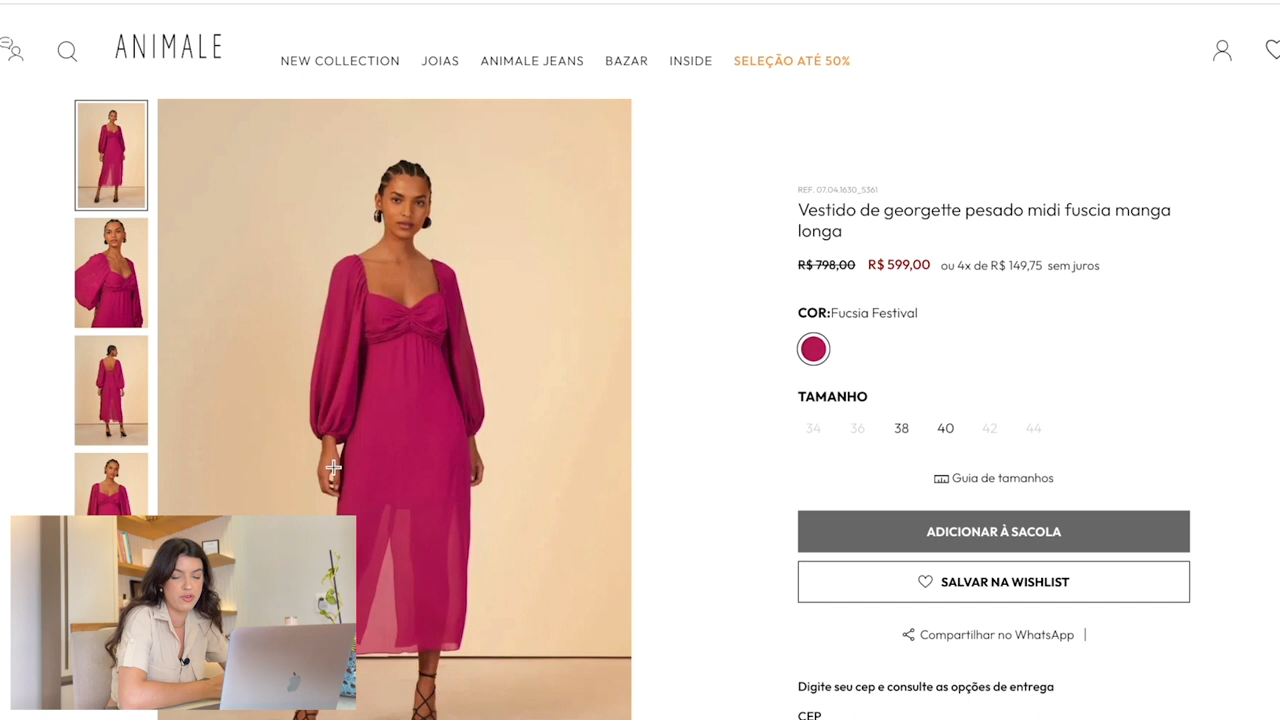 ANIMALE
NEW COLLECTION JOIAS ANIMALE JEANS BAZAR INSIDE SELEÇÃO ATÉ 50%
REF. 07.04.1630_5361
Vestido de georgette pesado midi fuscia manga
longa
R$ 798,00 R$ 599,00 ou 4x de R$ 149,75 sem juros
COR:Fucsia Festival
TAMANHO
34 36 38 40 42 44
Guia de tamanhos
ADICIONAR À SACOLA
SALVAR NA WISHLIST
Compartilhar no WhatsApp
Digite seu cep e consulte as opções de entrega
CEP